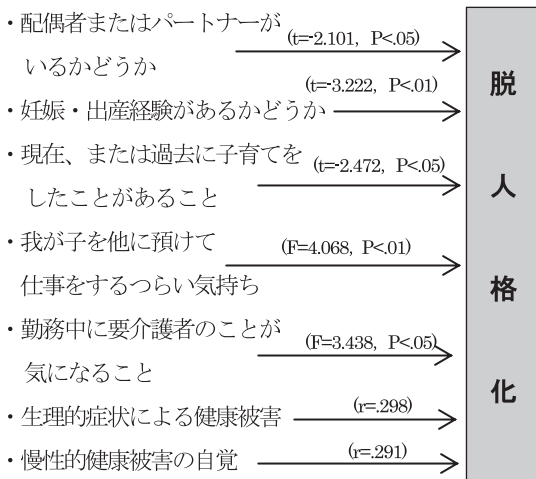 ・配偶者またはパートナーが
いるかどうか
(t=-2.101, P<.05)
・妊娠・出産経験があるかどうか
(t=-3.222, P<.01)
・現在、または過去に子育てを
したことがあること
(t=-2.472, P<.05)
・我が子を他に預けて
仕事をするつらい気持ち
(F=4.068, P<.01)
・勤務中に要介護者のことが
気になること
(F=3.438, P<.05)
・生理的症状による健康被害
(r=.298)
・慢性的健康被害の自覚
(r=.291)
脱人格化